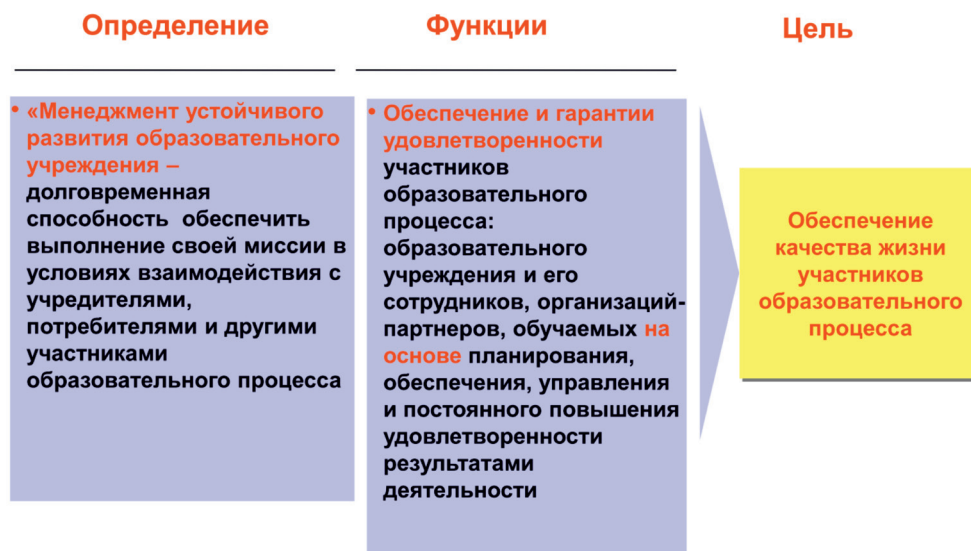 Определение
Функции
Цель
• «Менеджмент устойчивого
развития образовательного
учреждения –
долговременная
способность обеспечить
выполнение своей миссии в
условиях взаимодействия с
учредителями,
потребителями и другими
участниками
образовательного процесса
• Обеспечение и гарантии
удовлетворенности
участников
образовательного
процесса:
образовательного
учреждения и его
сотрудников, организаций-
партнеров, обучаемых на
основе планирования,
обеспечения, управления
и постоянного повышения
удовлетворенности
результатами
деятельности
Обеспечение
качества жизни
участников
образовательного
процесса